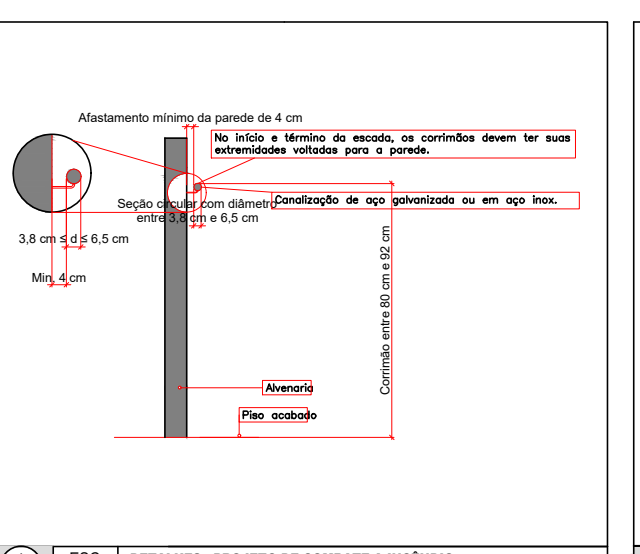 Afastamento mínimo da parede de 4 cm
No início e término da escada, os corrimãos devem ter suas
extremidades voltadas para a parede.
Canalização de aço galvanizada ou em aço inox.
Seção circular com diâmetro
entre 3,8 cm e 6,5 cm
3,8 cm ≤ d ≤ 6,5 cm
Min. 4 cm
Corrimão entre 80 cm e 92 cm
Alvenaria
Piso acabado